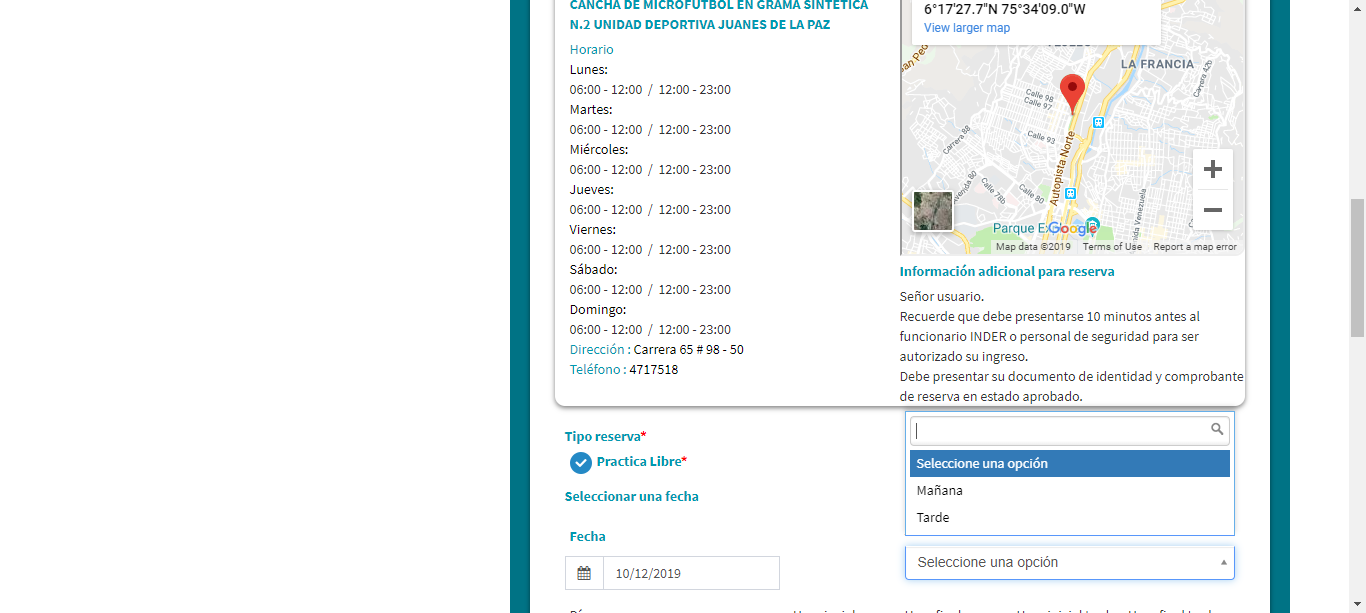 CANCHA DE MICROFUTBOL EN GRAMA SINTETICA
N.2 UNIDAD DEPORTIVA JUANES DE LA PAZ
Horario
Lunes:
06:00 - 12:00 / 12:00 - 23:00
Martes:
06:00 - 12:00 / 12:00 - 23:00
Miércoles:
06:00 - 12:00 / 12:00 - 23:00
Jueves:
06:00 - 12:00 / 12:00 - 23:00
Viernes:
06:00 - 12:00 / 12:00 - 23:00
Sábado:
06:00 - 12:00 / 12:00 - 23:00
Domingo:
06:00 - 12:00 / 12:00 - 23:00
Dirección : Carrera 65 # 98 - 50
Teléfono : 4717518
6°17'27.7"N 75°34'09.0"W
View larger map
LA FRANCIA
Carrera 42b
Calle 98
Calle 97
Calle 93
Carrera 88
Calle 80
Calle 78b
Autopista Norte
Parque E
Google
Map data ©2019 Terms of Use Report a map error
Información adicional para reserva
Señor usuario.
Recuerde que debe presentarse 10 minutos antes al
funcionario INDER o personal de seguridad para ser
autorizado su ingreso.
Debe presentar su documento de identidad y comprobante
de reserva en estado aprobado.
Tipo reserva*
Practica Libre*
Seleccionar una fecha
Fecha
10/12/2019
Seleccione una opción
Mañana
Tarde
Seleccione una opción